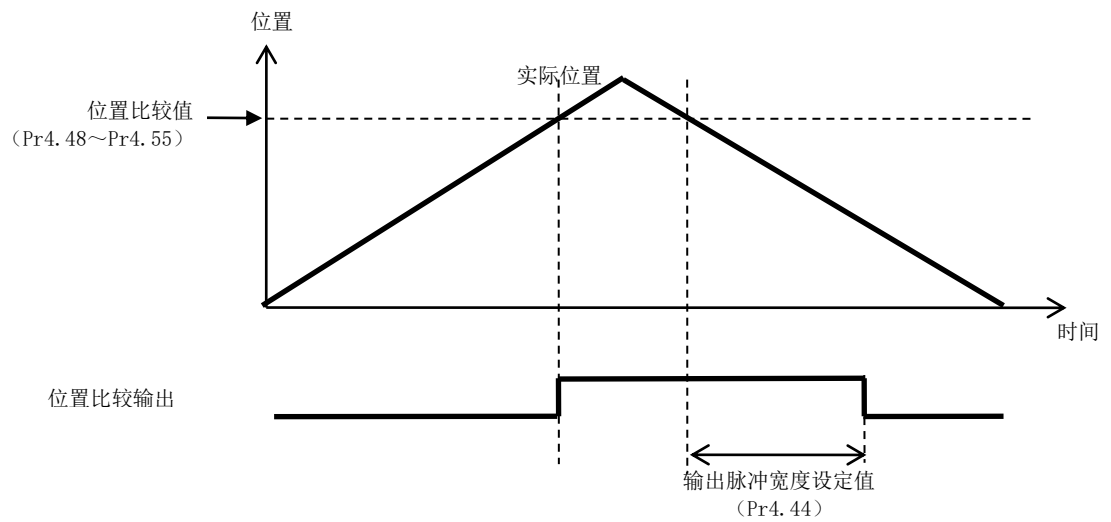 位置
实际位置
位置比较值
（Pr4.48～Pr4.55）
时间
位置比较输出
输出脉冲宽度设定值
（Pr4.44）